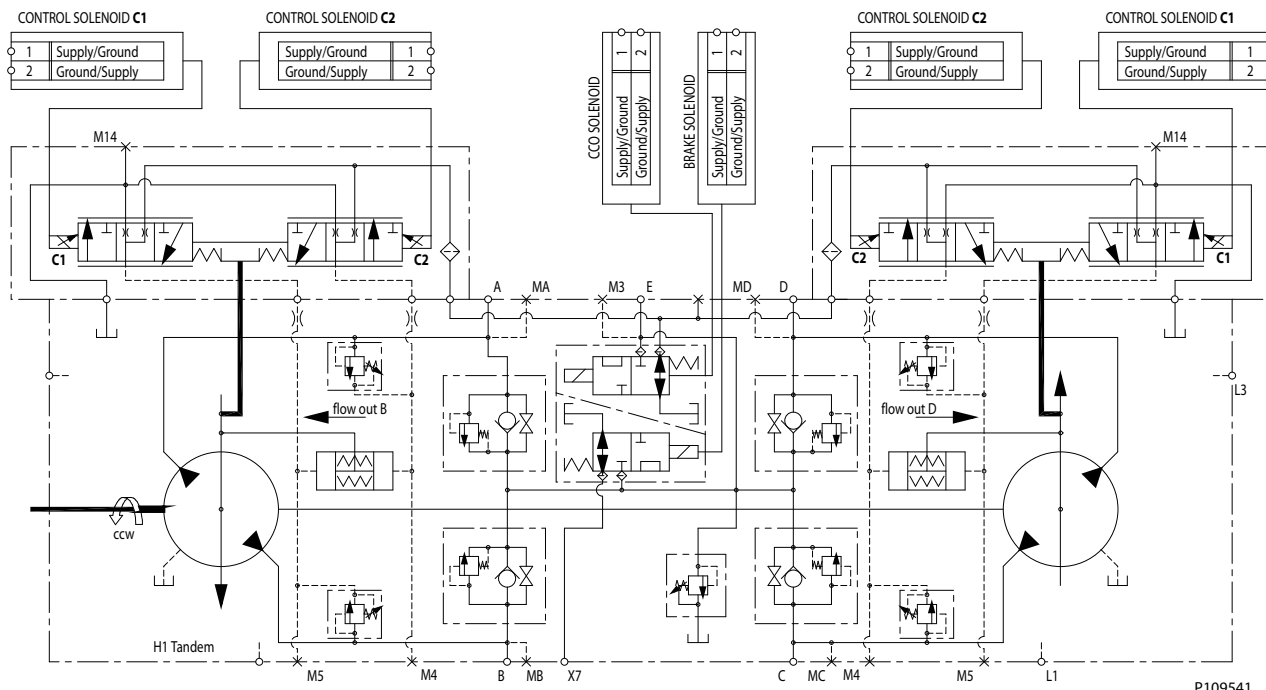 CONTROL SOLENOID C1
1 Supply/Ground
2 Ground/Supply
CONTROL SOLENOID C2
Supply/Ground 1
Ground/Supply 2
CCO SOLENOID
1 Supply/Ground
2 Ground/Supply
BRAKE SOLENOID
1 Supply/Ground
2 Ground/Supply
CONTROL SOLENOID C2
1 Supply/Ground
2 Ground/Supply
CONTROL SOLENOID C1
Supply/Ground 1
Ground/Supply 2
M14
M14
C1
C2
C2
C1
A
MA
M3
E
MD
D
L3
flow out B
flow out D
ccw
H1 Tandem
M5
M4
B
MB
X7
C
MC
M4
M5
L1
P109541